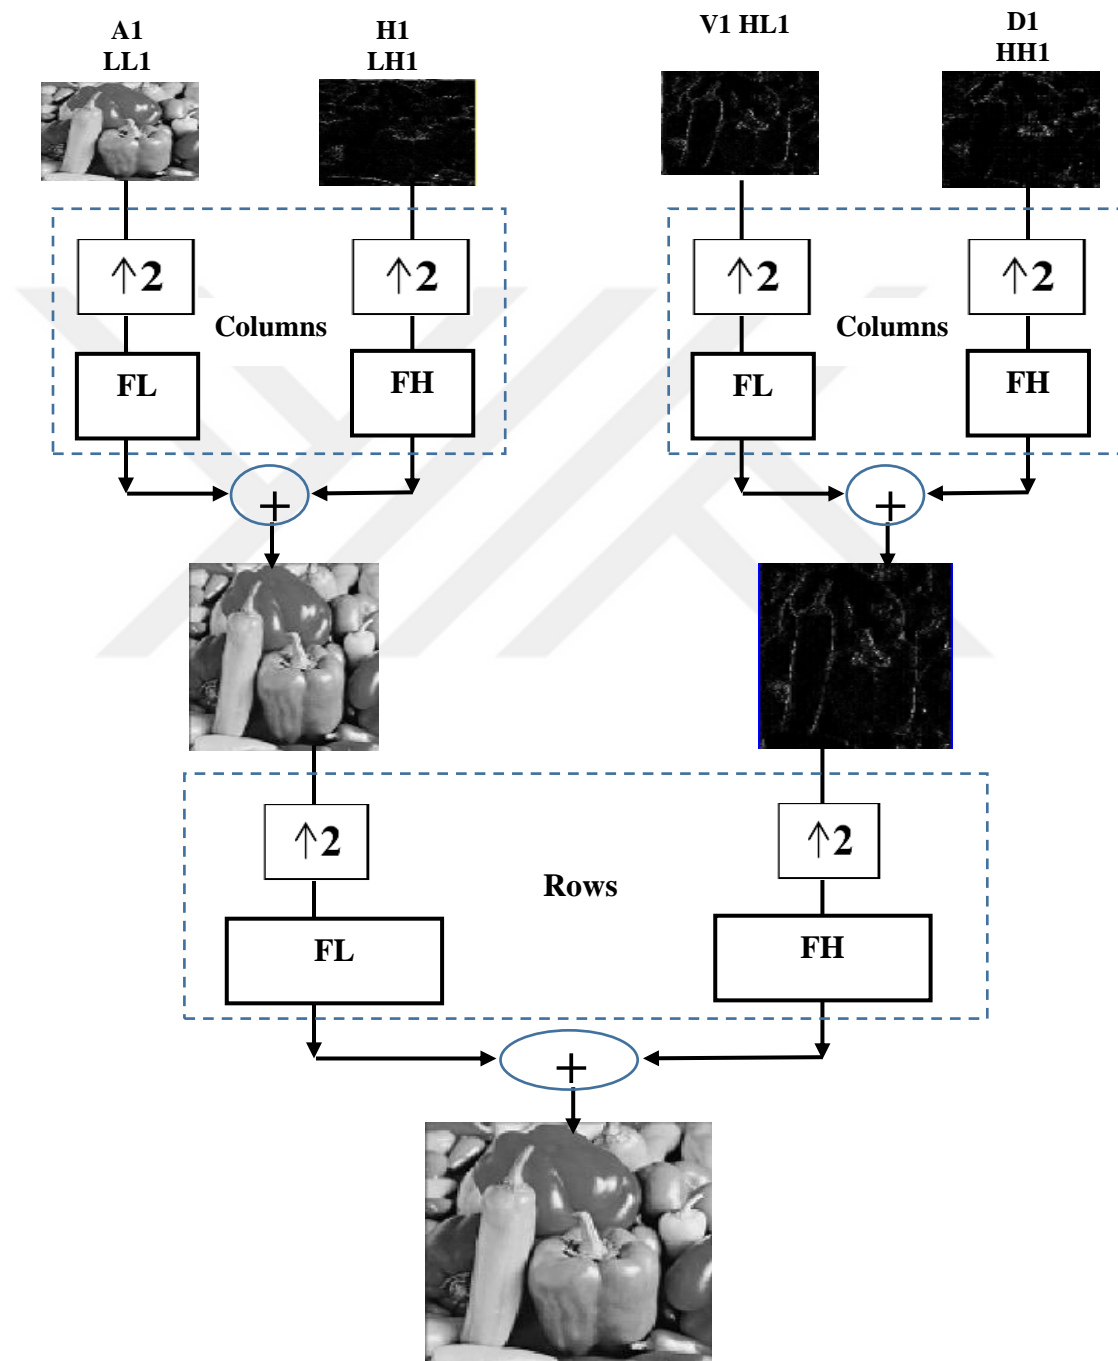 A1
LL1
H1
LH1
V1 HL1
D1
HH1
↑2
↑2
↑2
↑2
Columns
Columns
FL
FH
FL
FH
+
+
↑2
↑2
Rows
FL
FH
+